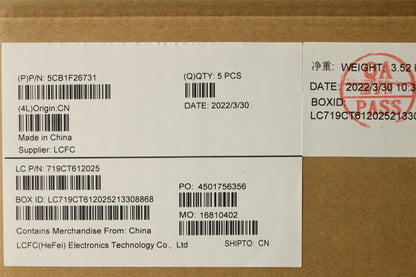 (P)P/N: 5CB1F26731
(Q)QTY: 5 PCS
(4L)Origin:CN
DATE: 2022/3/30
Made in China
Supplier: LCFC
净重: WEIGHT: 3.52
QA
DATE: 2022/3/30 10:3
BOXID:
PASS
LC719CT61202521330
LC P/N: 719CT612025
PO: 4501756356
BOX ID: LC719CT612025213308868
MO: 16810402
Contains Merchandise From: China
LCFC(HeFei) Electronics Technology Co., Ltd
SHIPTO: CN